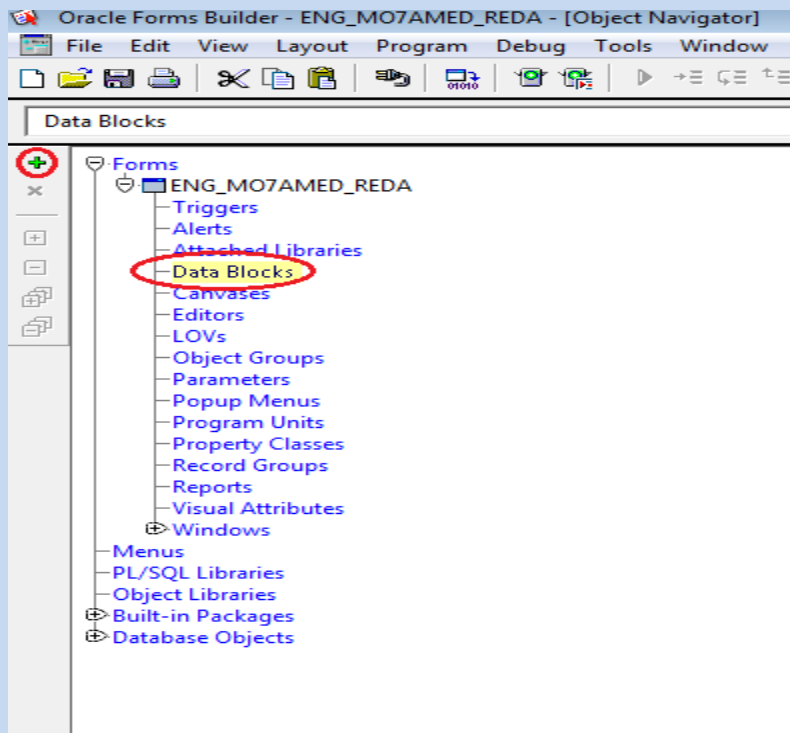 Oracle Forms Builder - ENG_MO7AMED_REDA - [Object Navigator]
File Edit View Layout Program Debug Tools Window
Data Blocks
Forms
ENG_MO7AMED_REDA
Triggers
Alerts
Attached Libraries
Data Blocks
Canvases
Editors
LOVs
Object Groups
Parameters
Popup Menus
Program Units
Property Classes
Record Groups
Reports
Visual Attributes
Windows
Menus
PL/SQL Libraries
Object Libraries
Built-in Packages
Database Objects